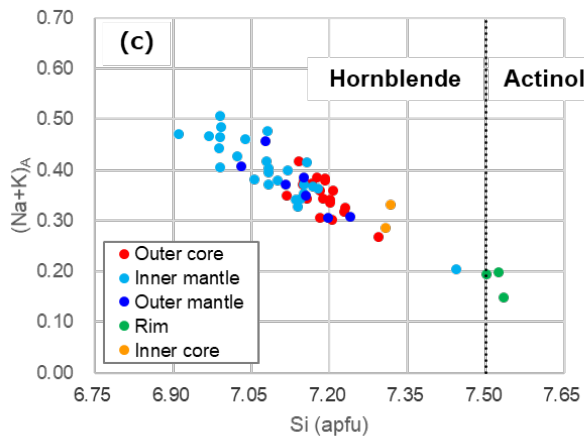 (c)
Hornblende
Actinol
0.70
0.60
0.50
0.40
0.30
0.20
0.10
0.00
(Na+K)A
Outer core
Inner mantle
Outer mantle
Rim
Inner core
6.75 6.90 7.05 7.20 7.35 7.50 7.65
Si (apfu)